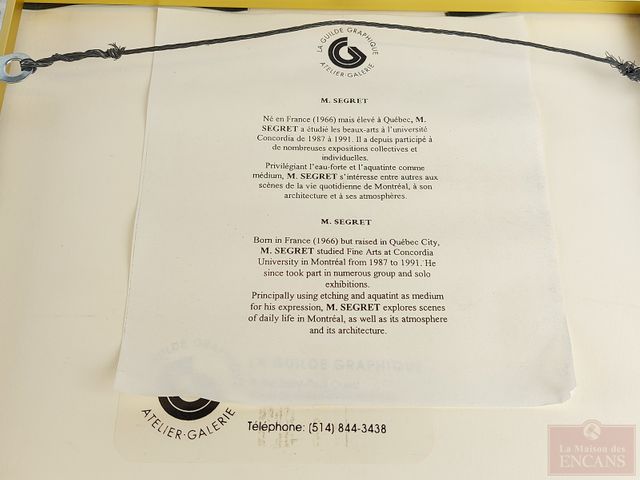 LA GUILDE GRAPHIQUE
ATELIER·GALERIE
M. SEGRET
Né en France (1966) mais élevé à Québec, M.
SEGRET a étudié les beaux-arts à l'université
Concordia de 1987 à 1991. Il a depuis participé à
de nombreuses expositions collectives et
individuelles.
Privilégiant l'eau-forte et l'aquatinte comme
médium, M. SEGRET s'intéresse entre autres aux
scènes de la vie quotidienne de Montréal, à son
architecture et à ses atmosphères.
M. SEGRET
Born in France (1966) but raised in Québec City,
M. SEGRET studied Fine Arts at Concordia
University in Montréal from 1987 to 1991. He
since took part in numerous group and solo
exhibitions.
Principally using etching and aquatint as medium
for his expression, M. SEGRET explores scenes
of daily life in Montréal, as well as its atmosphere
and its architecture.
LA GUILDE GRAPHIQUE
ATELIER·GALERIE
Téléphone: (514) 844-3438
La Maison des
ENCANS